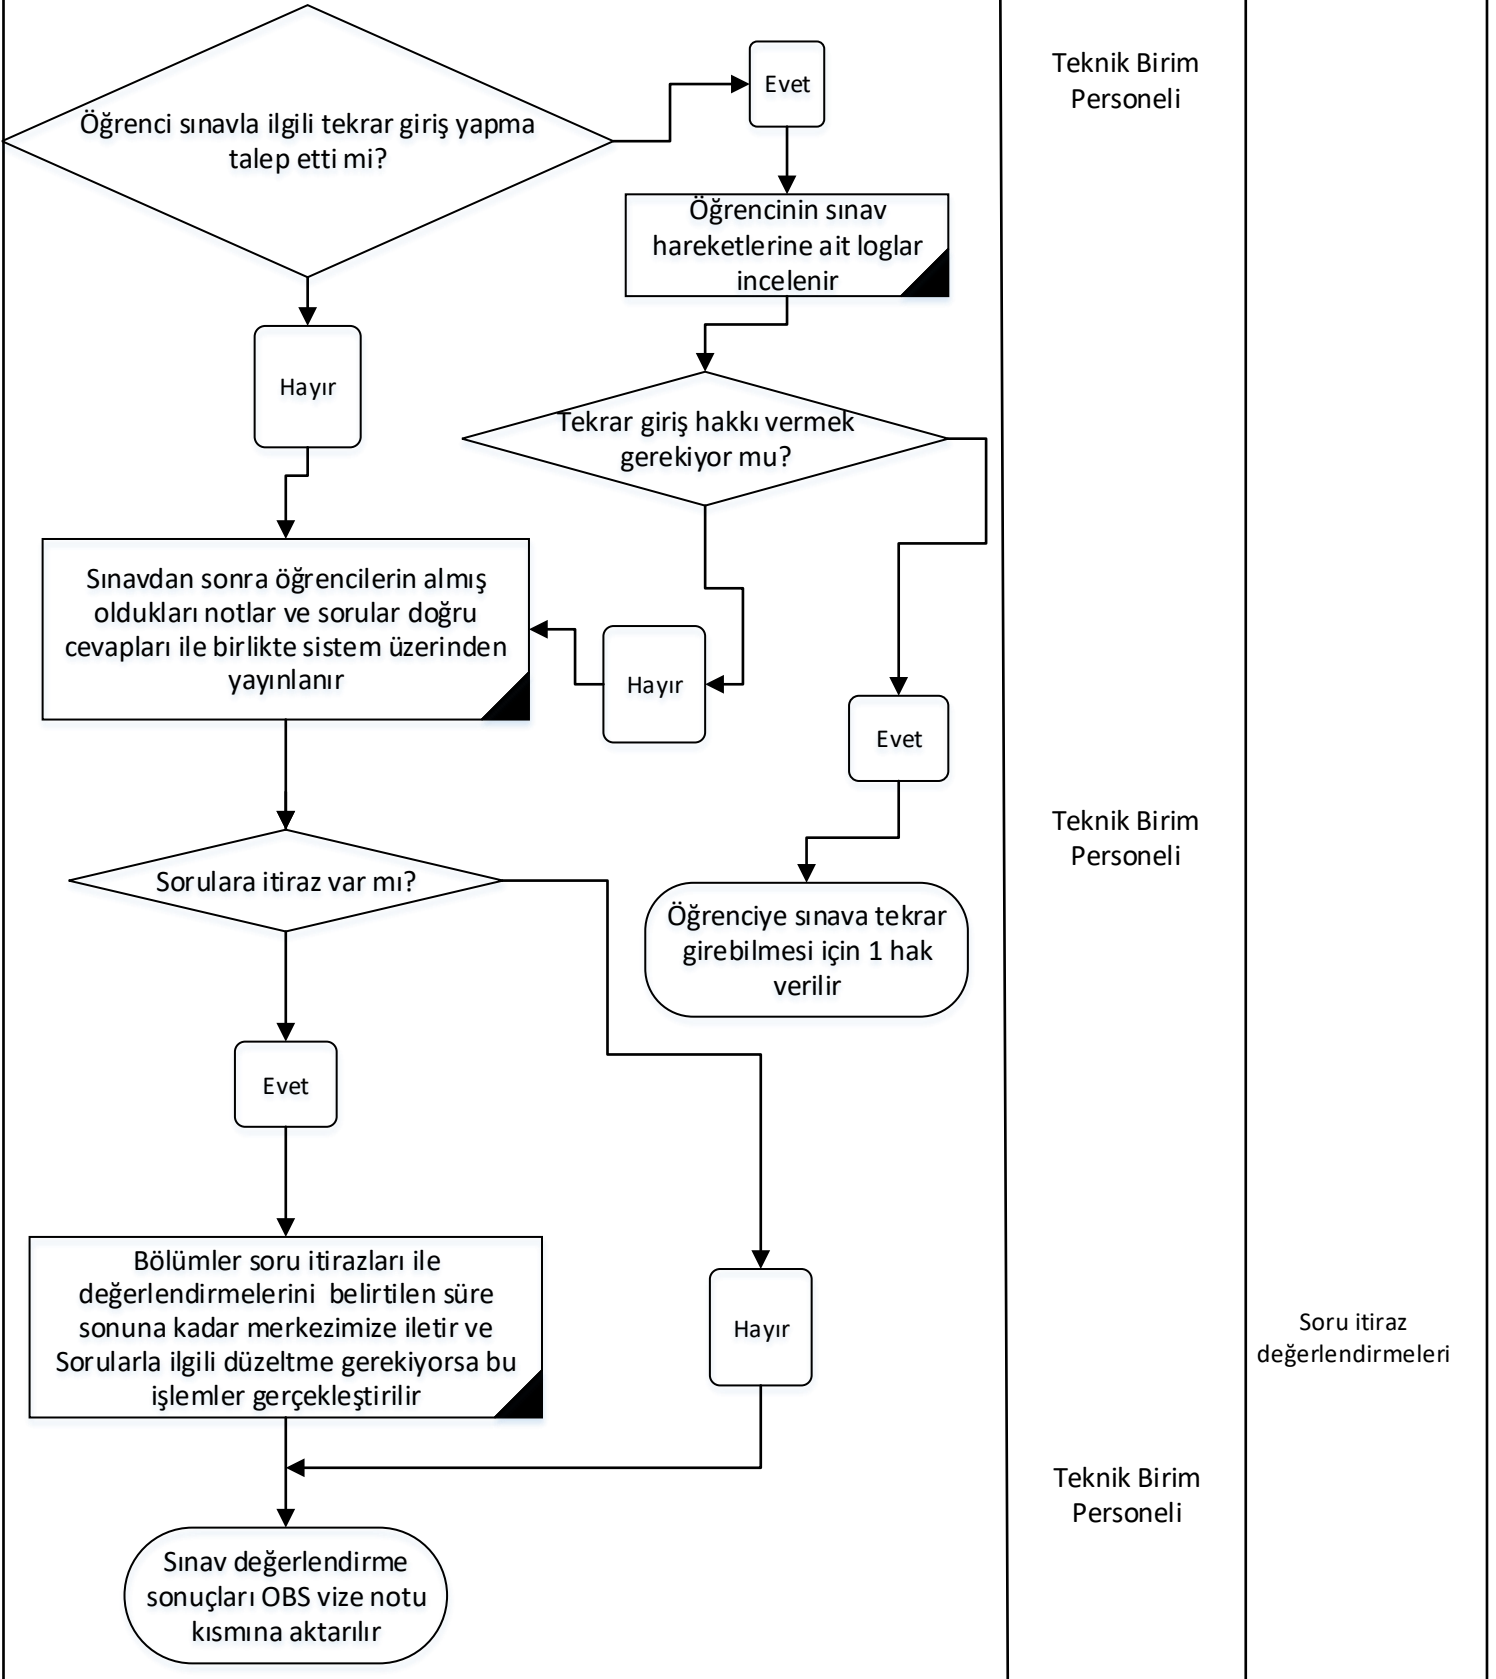 Öğrenci sınavla ilgili tekrar giriş yapma
talep etti mi?
Evet
Teknik Birim
Personeli
Öğrencinin sınav
hareketlerine ait loglar
incelenir
Hayır
Tekrar giriş hakkı vermek
gerekiyor mu?
Sınavdan sonra öğrencilerin almış
oldukları notlar ve sorular doğru
cevapları ile birlikte sistem üzerinden
yayınlanır
Hayır
Evet
Teknik Birim
Personeli
Sorulara itiraz var mı?
Öğrenciye sınava tekrar
girebilmesi için 1 hak
verilir
Evet
Bölümler soru itirazları ile
değerlendirmelerini  belirtilen süre
sonuna kadar merkezimize iletir ve
Sorularla ilgili düzeltme gerekiyorsa bu
işlemler gerçekleştirilir
Hayır
Soru itiraz
değerlendirmeleri
Teknik Birim
Personeli
Sınav değerlendirme
sonuçları OBS vize notu
kısmına aktarılır